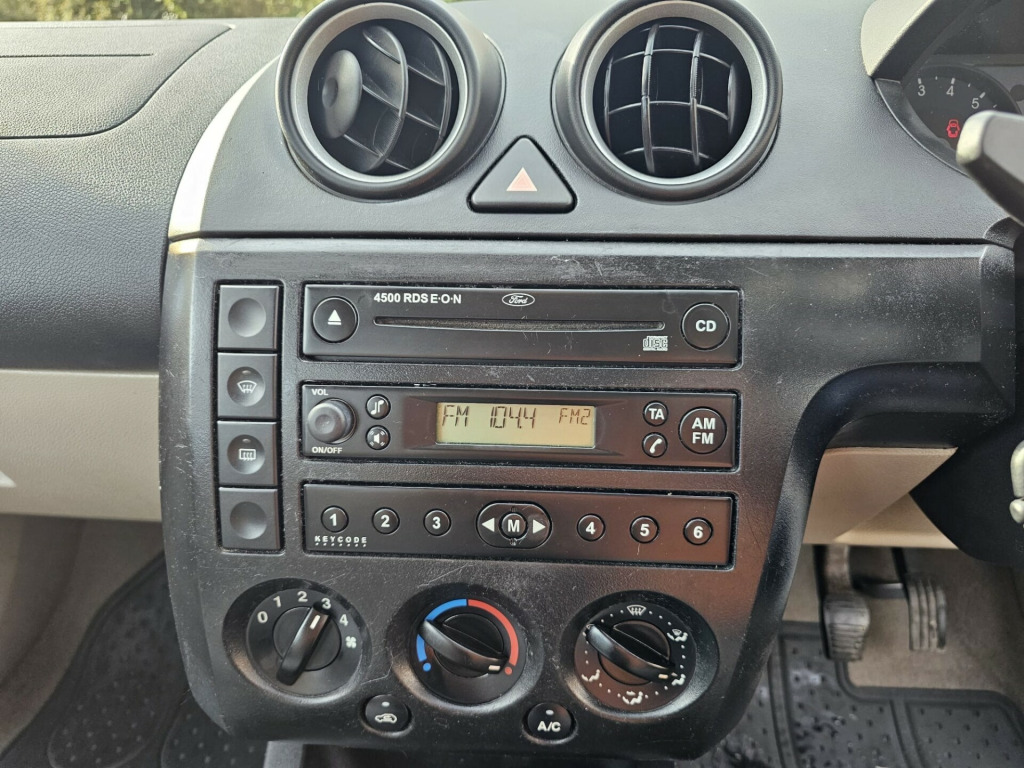 3 4 5
4500 RDS E·O·N Ford
CD
disc
VOL
ON/OFF
FM 104.4 FM2
TA
AM
FM
1 2 3 M 4 5 6
KEYCODE
0 1 2 3 4
A/C